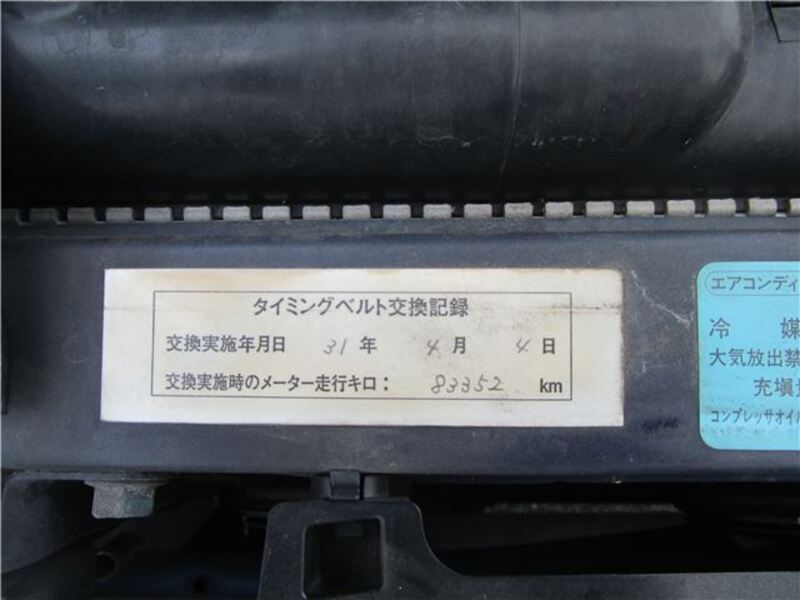 タイミングベルト交換記録
交換実施年月日 31 年 4 月 4 日
交換実施時のメーター走行キロ： 83352 km
エアコンディ
冷 媒
大気放出禁
充塡量
コンプレッサオイル